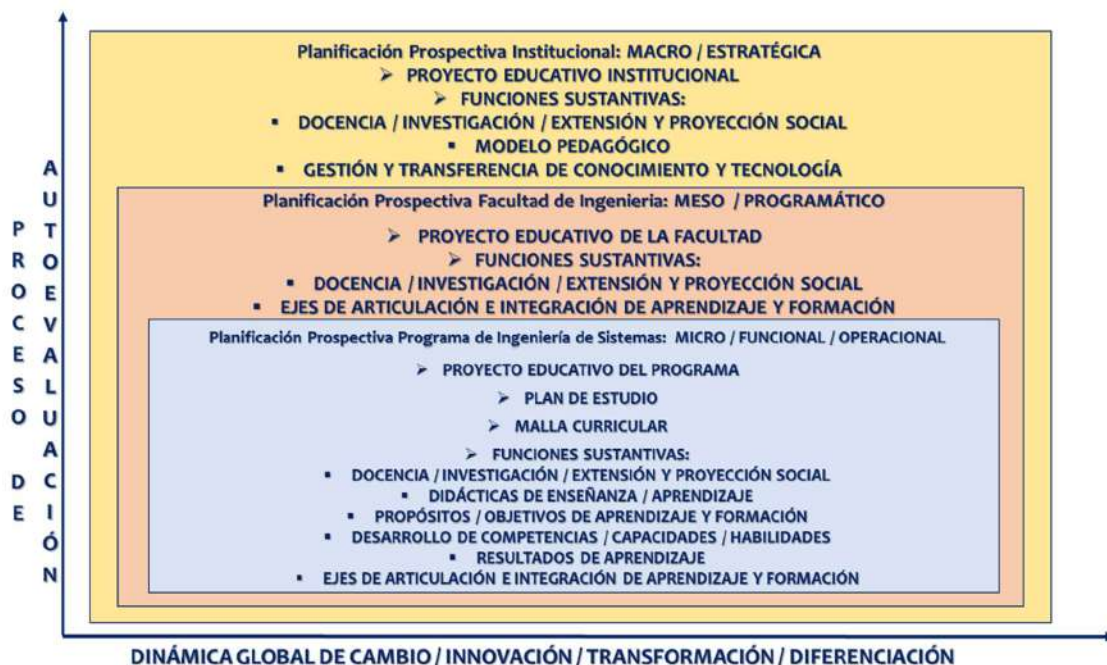 Planificación Prospectiva Institucional: MACRO / ESTRATÉGICA
➢ PROYECTO EDUCATIVO INSTITUCIONAL
➢ FUNCIONES SUSTANTIVAS:
▪ DOCENCIA / INVESTIGACIÓN / EXTENSIÓN Y PROYECCIÓN SOCIAL
▪ MODELO PEDAGÓGICO
▪ GESTIÓN Y TRANSFERENCIA DE CONOCIMIENTO Y TECNOLOGÍA
Planificación Prospectiva Facultad de Ingenieria: MESO / PROGRAMÁTICO
➢ PROYECTO EDUCATIVO DE LA FACULTAD
➢ FUNCIONES SUSTANTIVAS:
▪ DOCENCIA / INVESTIGACIÓN / EXTENSIÓN Y PROYECCIÓN SOCIAL
▪ EJES DE ARTICULACIÓN E INTEGRACIÓN DE APRENDIZAJE Y FORMACIÓN
Planificación Prospectiva Programa de Ingeniería de Sistemas: MICRO / FUNCIONAL / OPERACIONAL
➢ PROYECTO EDUCATIVO DEL PROGRAMA
➢ PLAN DE ESTUDIO
➢ MALLA CURRICULAR
➢ FUNCIONES SUSTANTIVAS:
▪ DOCENCIA / INVESTIGACIÓN / EXTENSIÓN Y PROYECCIÓN SOCIAL
▪ DIDÁCTICAS DE ENSEÑANZA / APRENDIZAJE
▪ PROPÓSITOS / OBJETIVOS DE APRENDIZAJE Y FORMACIÓN
▪ DESARROLLO DE COMPETENCIAS / CAPACIDADES / HABILIDADES
▪ RESULTADOS DE APRENDIZAJE
▪ EJES DE ARTICULACIÓN E INTEGRACIÓN DE APRENDIZAJE Y FORMACIÓN
PROCESO DE
AUTOEVALUACIÓN
DINÁMICA GLOBAL DE CAMBIO / INNOVACIÓN / TRANSFORMACIÓN / DIFERENCIACIÓN